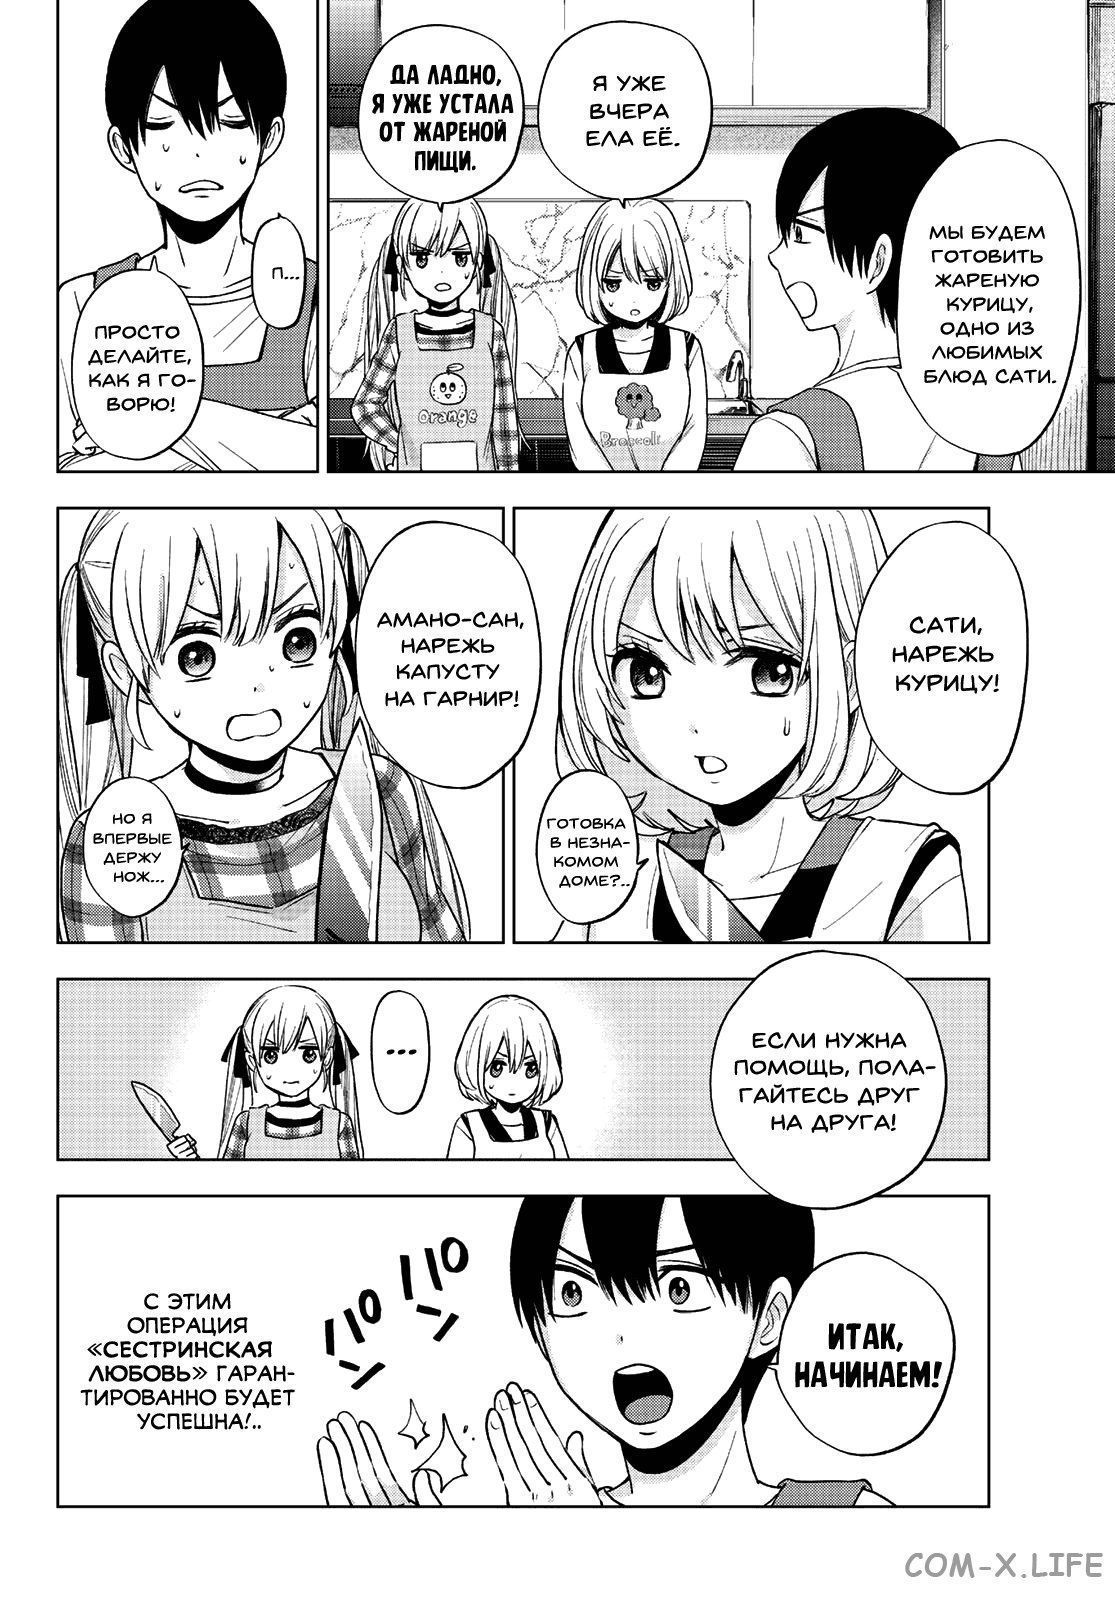 МЫ БУДЕМ
ГОТОВИТЬ
ЖАРЕНУЮ
КУРИЦУ,
ОДНО ИЗ
ЛЮБИМЫХ
БЛЮД САТИ.
Я УЖЕ
ВЧЕРА
ЕЛА ЕЁ.
ДА ЛАДНО,
Я УЖЕ УСТАЛА
ОТ ЖАРЕНОЙ
ПИЩИ.
Orange
Broccoli
П...
ПРОСТО
ДЕЛАЙТЕ,
КАК Я ГО-
ВОРЮ!
САТИ,
НАРЕЖЬ
КУРИЦУ!
ГОТОВКА
В НЕЗНА-
КОМОМ
ДОМЕ?..
АМАНО-САН,
НАРЕЖЬ
КАПУСТУ
НА ГАРНИР!
НО Я
ВПЕРВЫЕ
ДЕРЖУ
НОЖ...
ЕСЛИ НУЖНА
ПОМОЩЬ, ПОЛА-
ГАЙТЕСЬ ДРУГ
НА ДРУГА!
...
ИТАК,
НАЧИНАЕМ!
С ЭТИМ
ОПЕРАЦИЯ
«СЕСТРИНСКАЯ
ЛЮБОВЬ» ГАРАН-
ТИРОВАННО БУДЕТ
УСПЕШНА!..
COM-X.LIFE